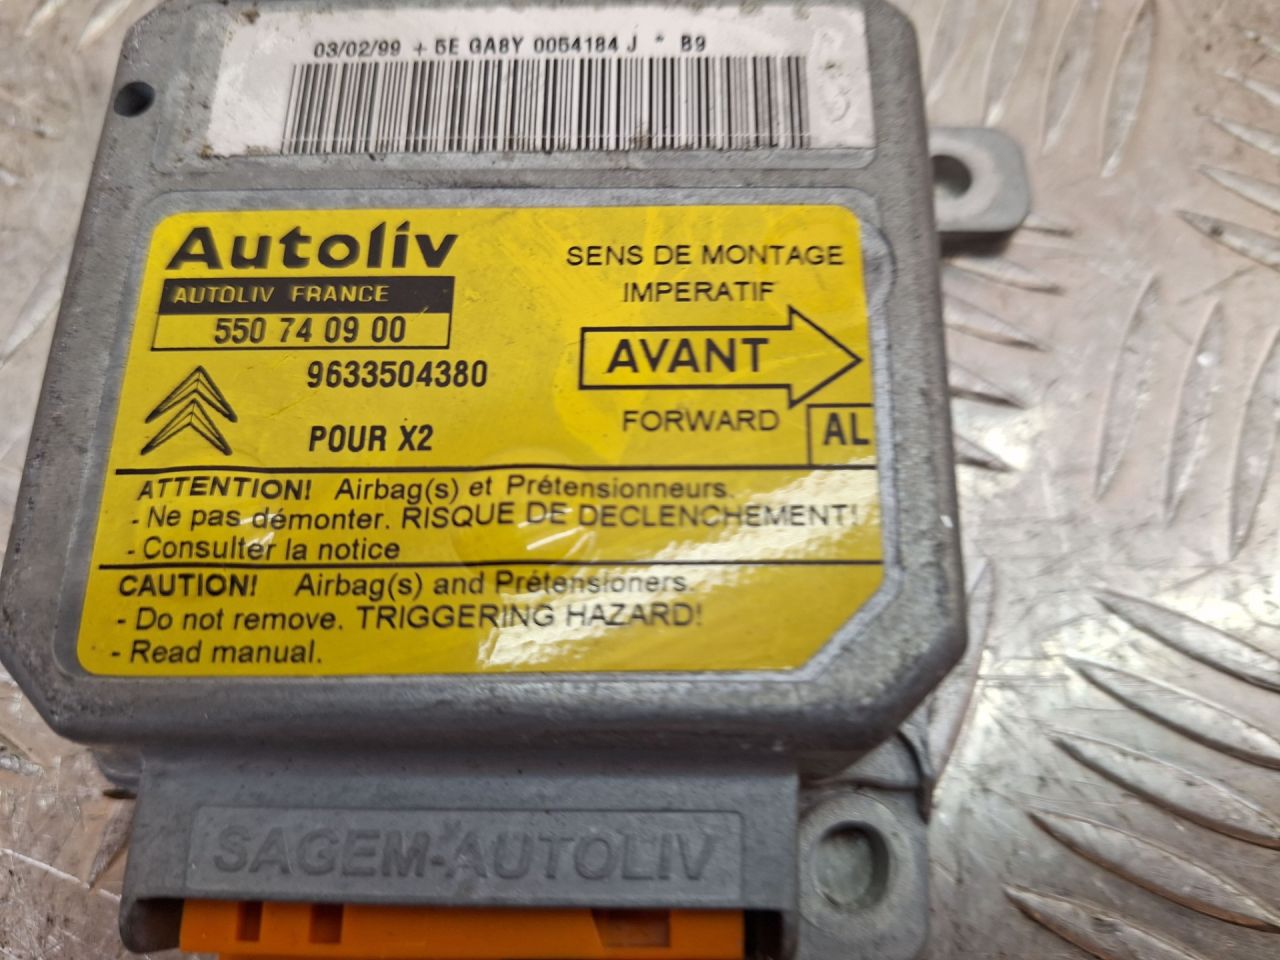 03/02/99 + 5E GA8Y 0054184 J * B9
Autoliv
AUTOLIV FRANCE
550 74 09 00
9633504380
POUR X2
SENS DE MONTAGE
IMPERATIF
AVANT
FORWARD
AL
ATTENTION! Airbag(s) et Prétensionneurs.
- Ne pas démonter. RISQUE DE DECLENCHEMENT!
- Consulter la notice
CAUTION! Airbag(s) and Prétensioners.
- Do not remove. TRIGGERING HAZARD!
- Read manual.
SAGEM-AUTOLIV